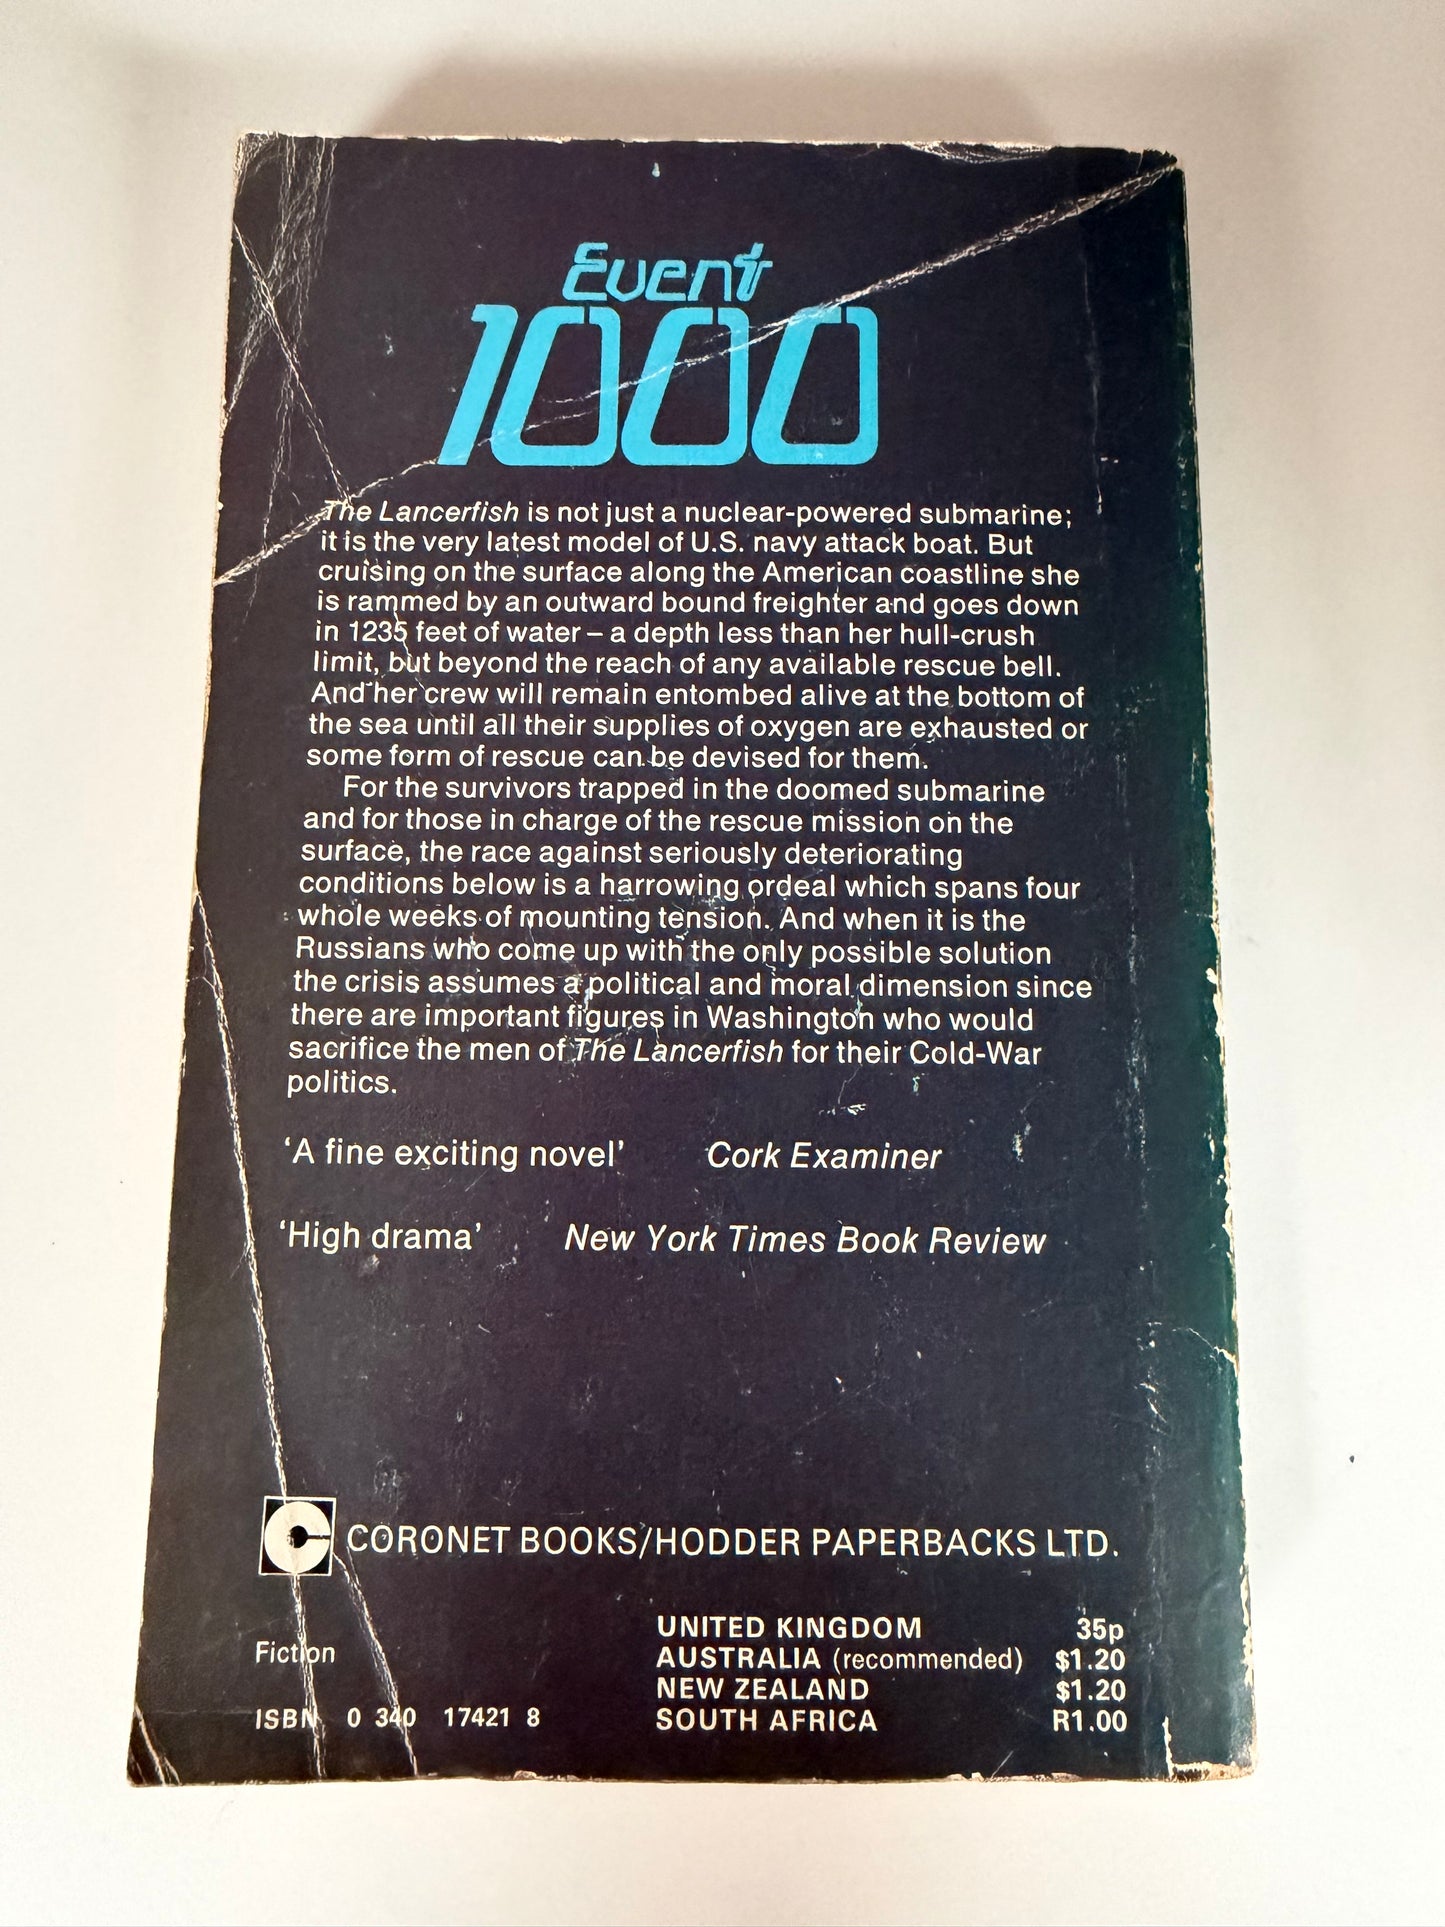 Event
1000
The Lancerfish is not just a nuclear-powered submarine;
it is the very latest model of U.S. navy attack boat. But
cruising on the surface along the American coastline she
is rammed by an outward bound freighter and goes down
in 1235 feet of water – a depth less than her hull-crush
limit, but beyond the reach of any available rescue bell.
And her crew will remain entombed alive at the bottom of
the sea until all their supplies of oxygen are exhausted or
some form of rescue can be devised for them.
For the survivors trapped in the doomed submarine
and for those in charge of the rescue mission on the
surface, the race against seriously deteriorating
conditions below is a harrowing ordeal which spans four
whole weeks of mounting tension. And when it is the
Russians who come up with the only possible solution
the crisis assumes a political and moral dimension since
there are important figures in Washington who would
sacrifice the men of The Lancerfish for their Cold-War
politics.
‘A fine exciting novel’ Cork Examiner
‘High drama’ New York Times Book Review
CORONET BOOKS/HODDER PAPERBACKS LTD.
UNITED KINGDOM 35p
Fiction AUSTRALIA (recommended) $1.20
NEW ZEALAND $1.20
ISBN 0 340 17421 8 SOUTH AFRICA R1.00